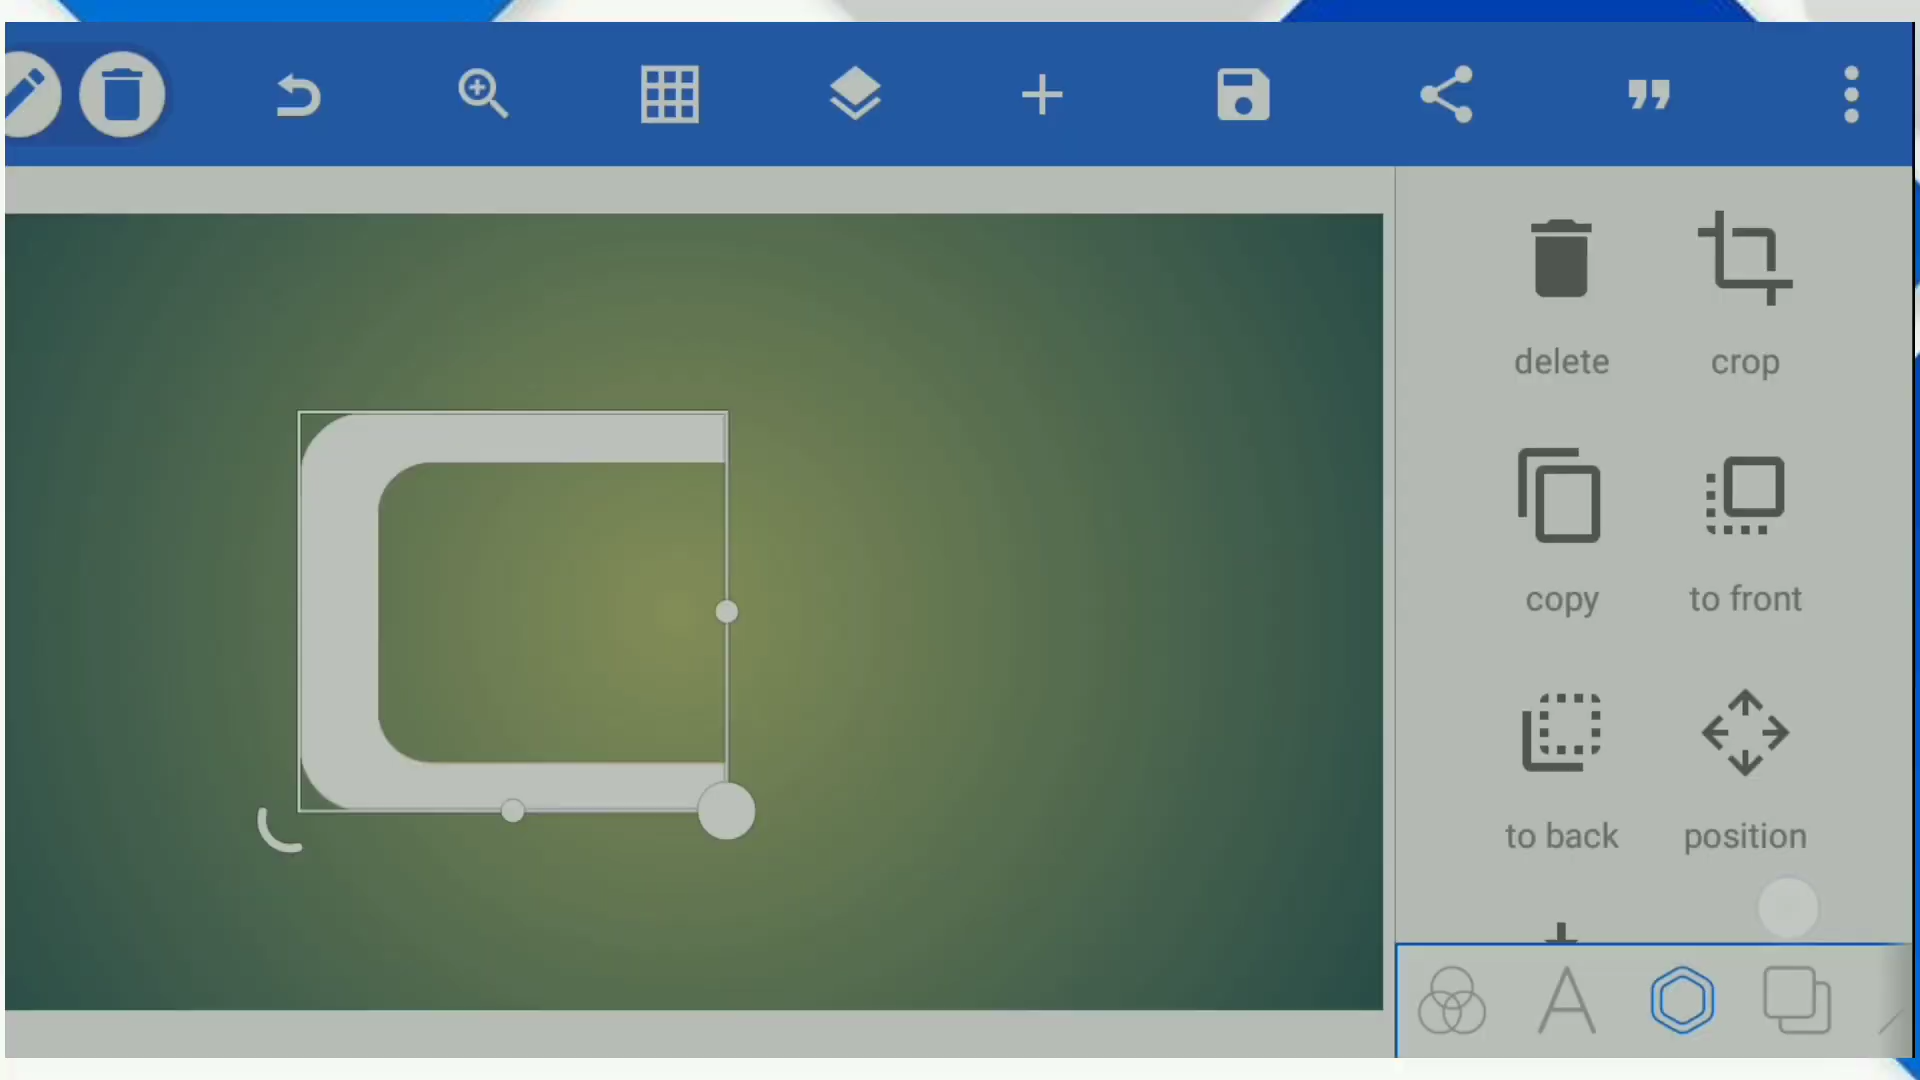 delete
crop
copy
to front
to back
position